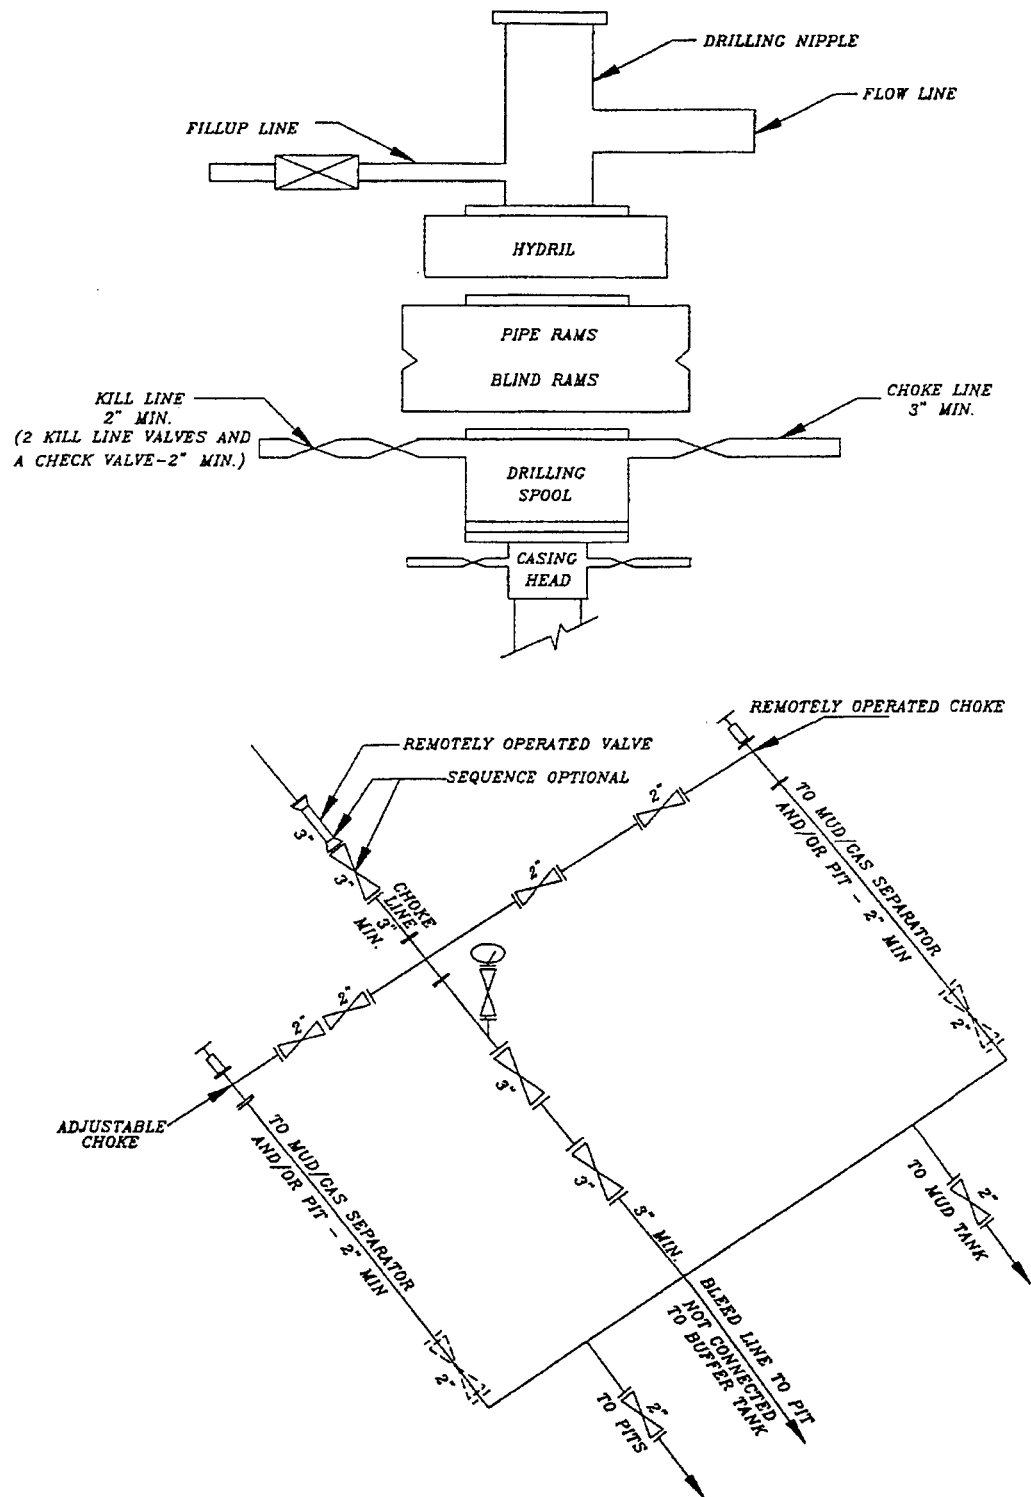 DRILLING NIPPLE
FLOW LINE
FILLUP LINE
HYDRIL
PIPE RAMS
BLIND RAMS
KILL LINE
2" MIN.
(2 KILL LINE VALVES AND
A CHECK VALVE-2" MIN.)
CHOKE LINE
3" MIN.
DRILLING
SPOOL
CASING
HEAD
REMOTELY OPERATED CHOKE
REMOTELY OPERATED VALVE
SEQUENCE OPTIONAL
3"
3"
CHOKE
LINE
3"
MIN.
2"
2"
2"
2"
TO MUD/GAS SEPARATOR
AND/OR PIT - 2" MIN
2"
ADJUSTABLE
CHOKE
TO MUD/GAS SEPARATOR
AND/OR PIT - 2" MIN
2"
3"
3"
3" MIN.
BLEED LINE TO PIT
NOT CONNECTED
TO BUFFER TANK
2"
TO MUD TANK
2"
TO PITS